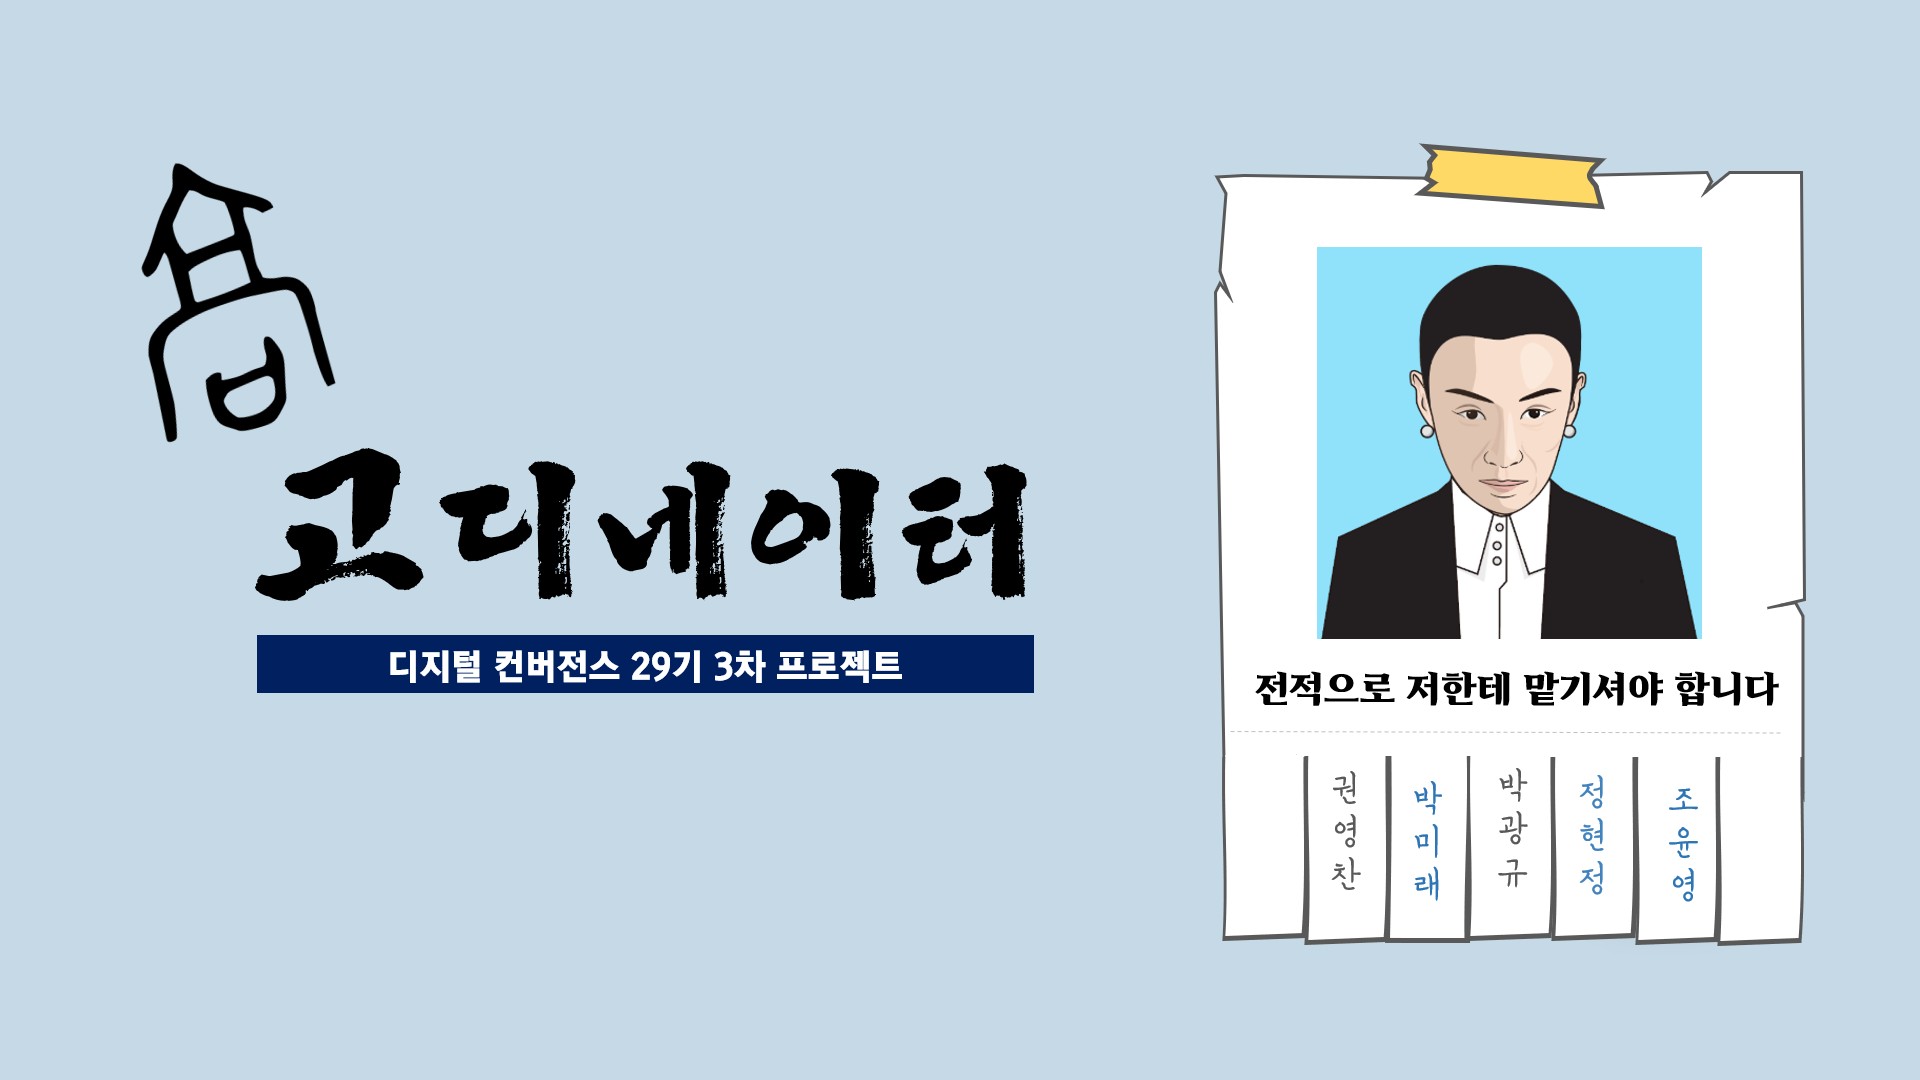 高
고디네이터
디지털 컨버전스 29기 3차 프로젝트
전적으로 저한테 맡기셔야 합니다
권영찬
박미래
박광규
정현정
조윤영